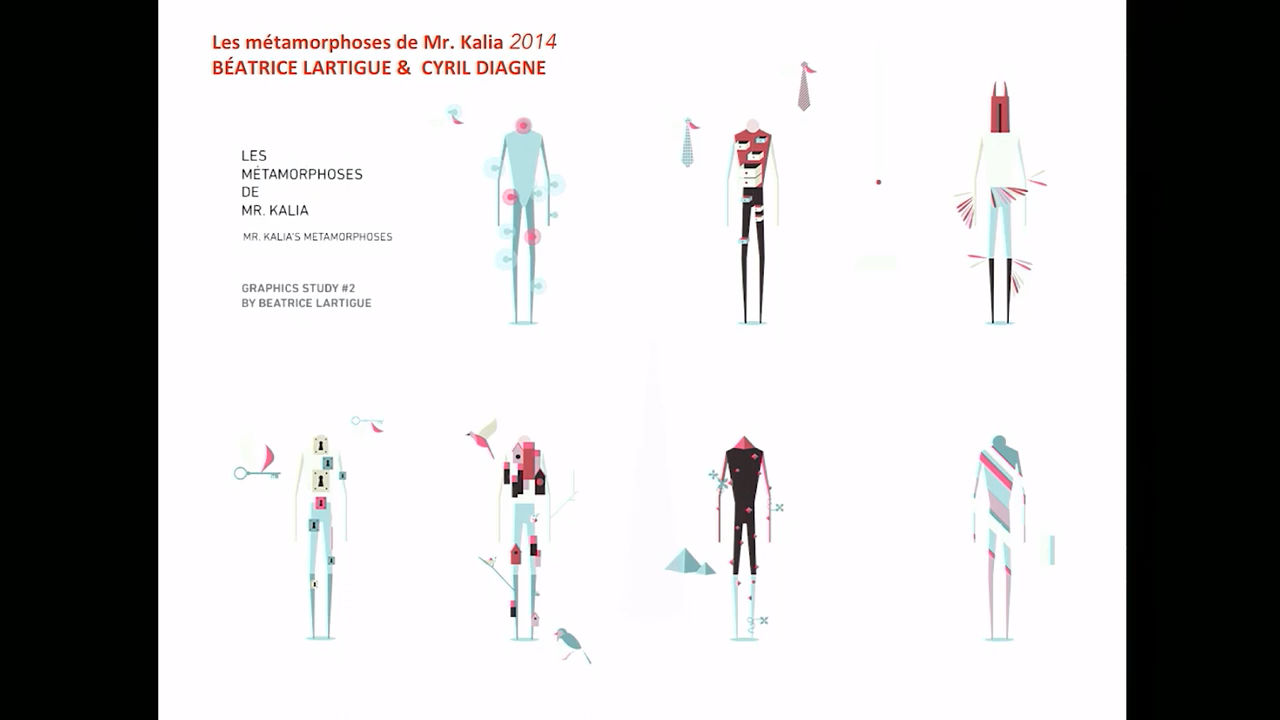 Les métamorphoses de Mr. Kalia 2014
BÉATRICE LARTIGUE & CYRIL DIAGNE
LES
MÉTAMORPHOSES
DE
MR. KALIA
MR. KALIA'S METAMORPHOSES
GRAPHICS STUDY #2
BY BEATRICE LARTIGUE